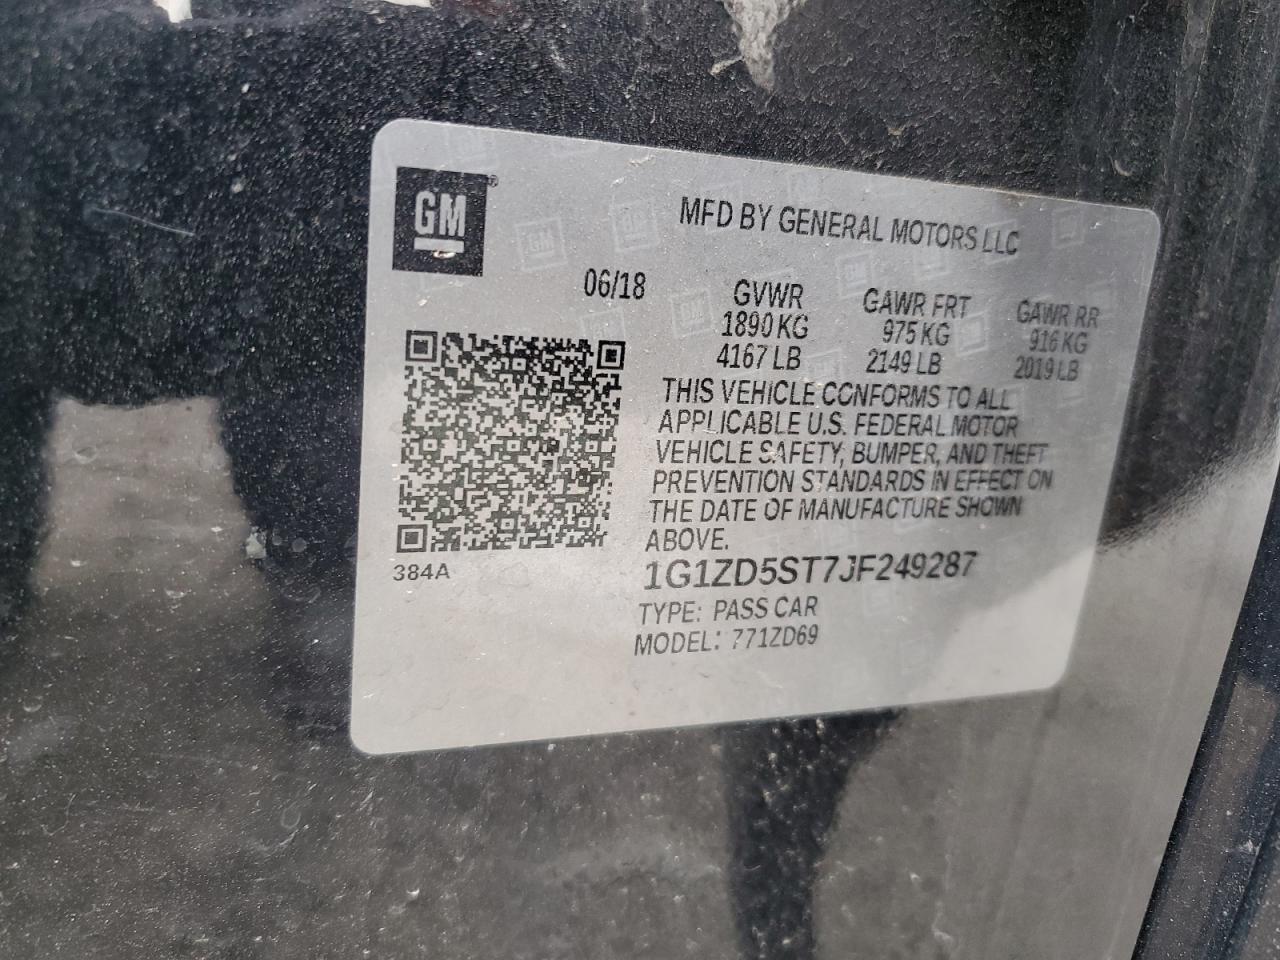 GM®
MFD BY GENERAL MOTORS LLC
06/18
GVWR GAWR FRT GAWR RR
1890 KG 975 KG 916 KG
4167 LB 2149 LB 2019 LB
THIS VEHICLE CONFORMS TO ALL
APPLICABLE U.S. FEDERAL MOTOR
VEHICLE SAFETY, BUMPER, AND THEFT
PREVENTION STANDARDS IN EFFECT ON
THE DATE OF MANUFACTURE SHOWN
ABOVE.
384A
1G1ZD5ST7JF249287
TYPE: PASS CAR
MODEL: 771ZD69